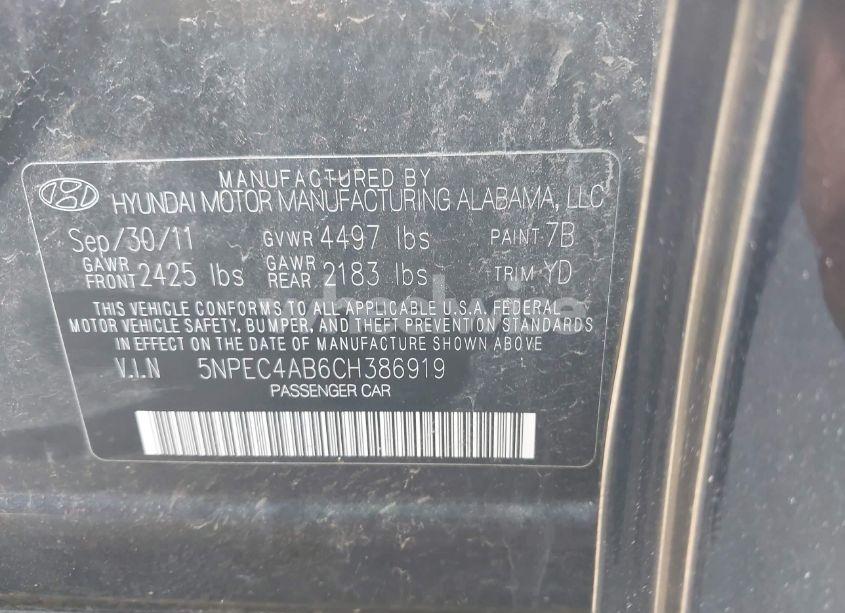 MANUFACTURED BY
HYUNDAI MOTOR MANUFACTURING ALABAMA, LLC
Sep/30/11 GVWR 4497 lbs PAINT 7B
GAWR FRONT 2425 lbs GAWR REAR 2183 lbs TRIM YD
THIS VEHICLE CONFORMS TO ALL APPLICABLE U.S.A. FEDERAL
MOTOR VEHICLE SAFETY, BUMPER, AND THEFT PREVENTION STANDARDS
IN EFFECT ON THE DATE OF MANUFACTURE SHOWN ABOVE
V.I.N 5NPEC4AB6CH386919
PASSENGER CAR